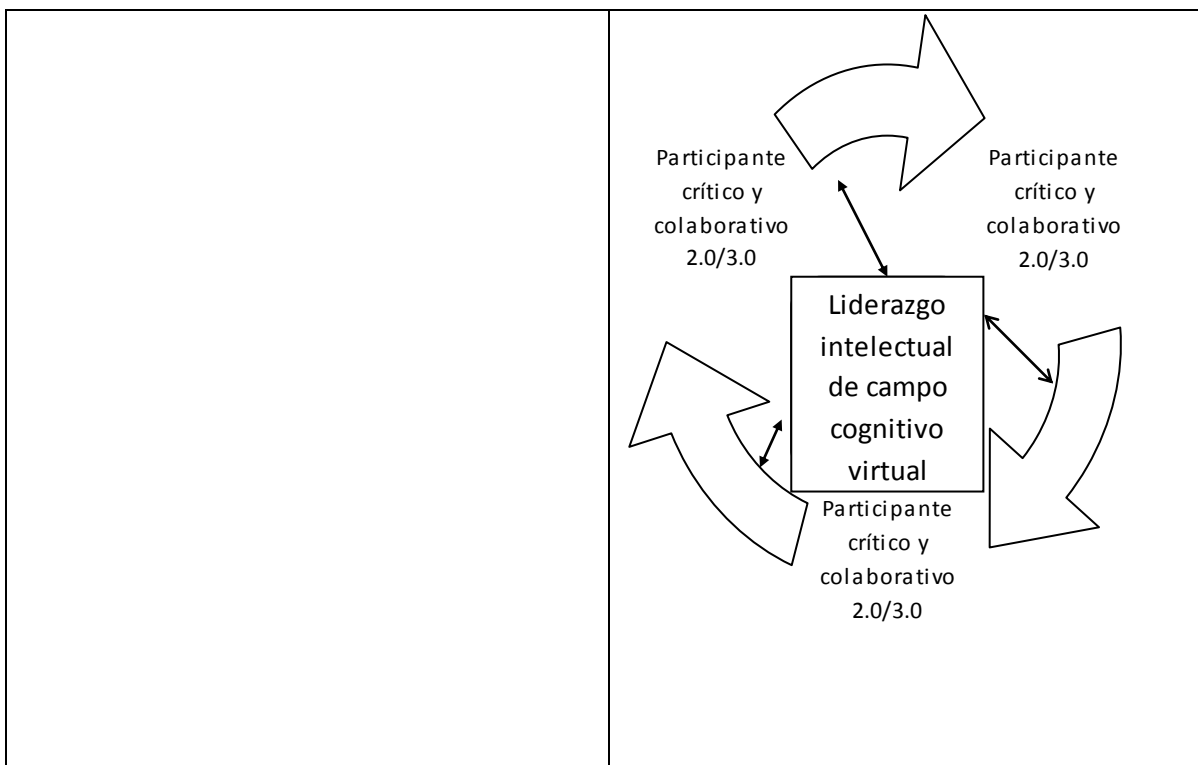 Participante
crítico y
colaborativo
2.0/3.0
Participante
crítico y
colaborativo
2.0/3.0
Liderazgo
intelectual
de campo
cognitivo
virtual
Participante
crítico y
colaborativo
2.0/3.0